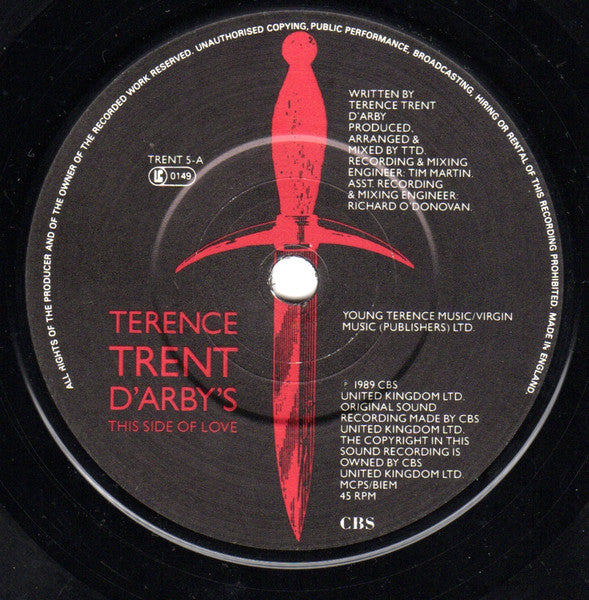 ALL RIGHTS OF THE PRODUCER AND OF THE OWNER OF THE RECORDED WORK RESERVED. UNAUTHORISED COPYING, PUBLIC PERFORMANCE, BROADCASTING, HIRING OR RENTAL OF THIS RECORDING PROHIBITED. MADE IN ENGLAND.
TRENT 5-A
LC 0149
WRITTEN BY
TERENCE TRENT
D'ARBY
PRODUCED,
ARRANGED &
MIXED BY TTD.
RECORDING & MIXING
ENGINEER: TIM MARTIN.
ASST. RECORDING
& MIXING ENGINEER:
RICHARD O'DONOVAN.
YOUNG TERENCE MUSIC/VIRGIN
MUSIC (PUBLISHERS) LTD.
TERENCE
TRENT
D'ARBY'S
THIS SIDE OF LOVE
℗ 1989 CBS
UNITED KINGDOM LTD.
ORIGINAL SOUND
RECORDING MADE BY CBS
UNITED KINGDOM LTD.
THE COPYRIGHT IN THIS
SOUND RECORDING IS
OWNED BY CBS
UNITED KINGDOM LTD.
MCPS/BIEM
45 RPM
CBS